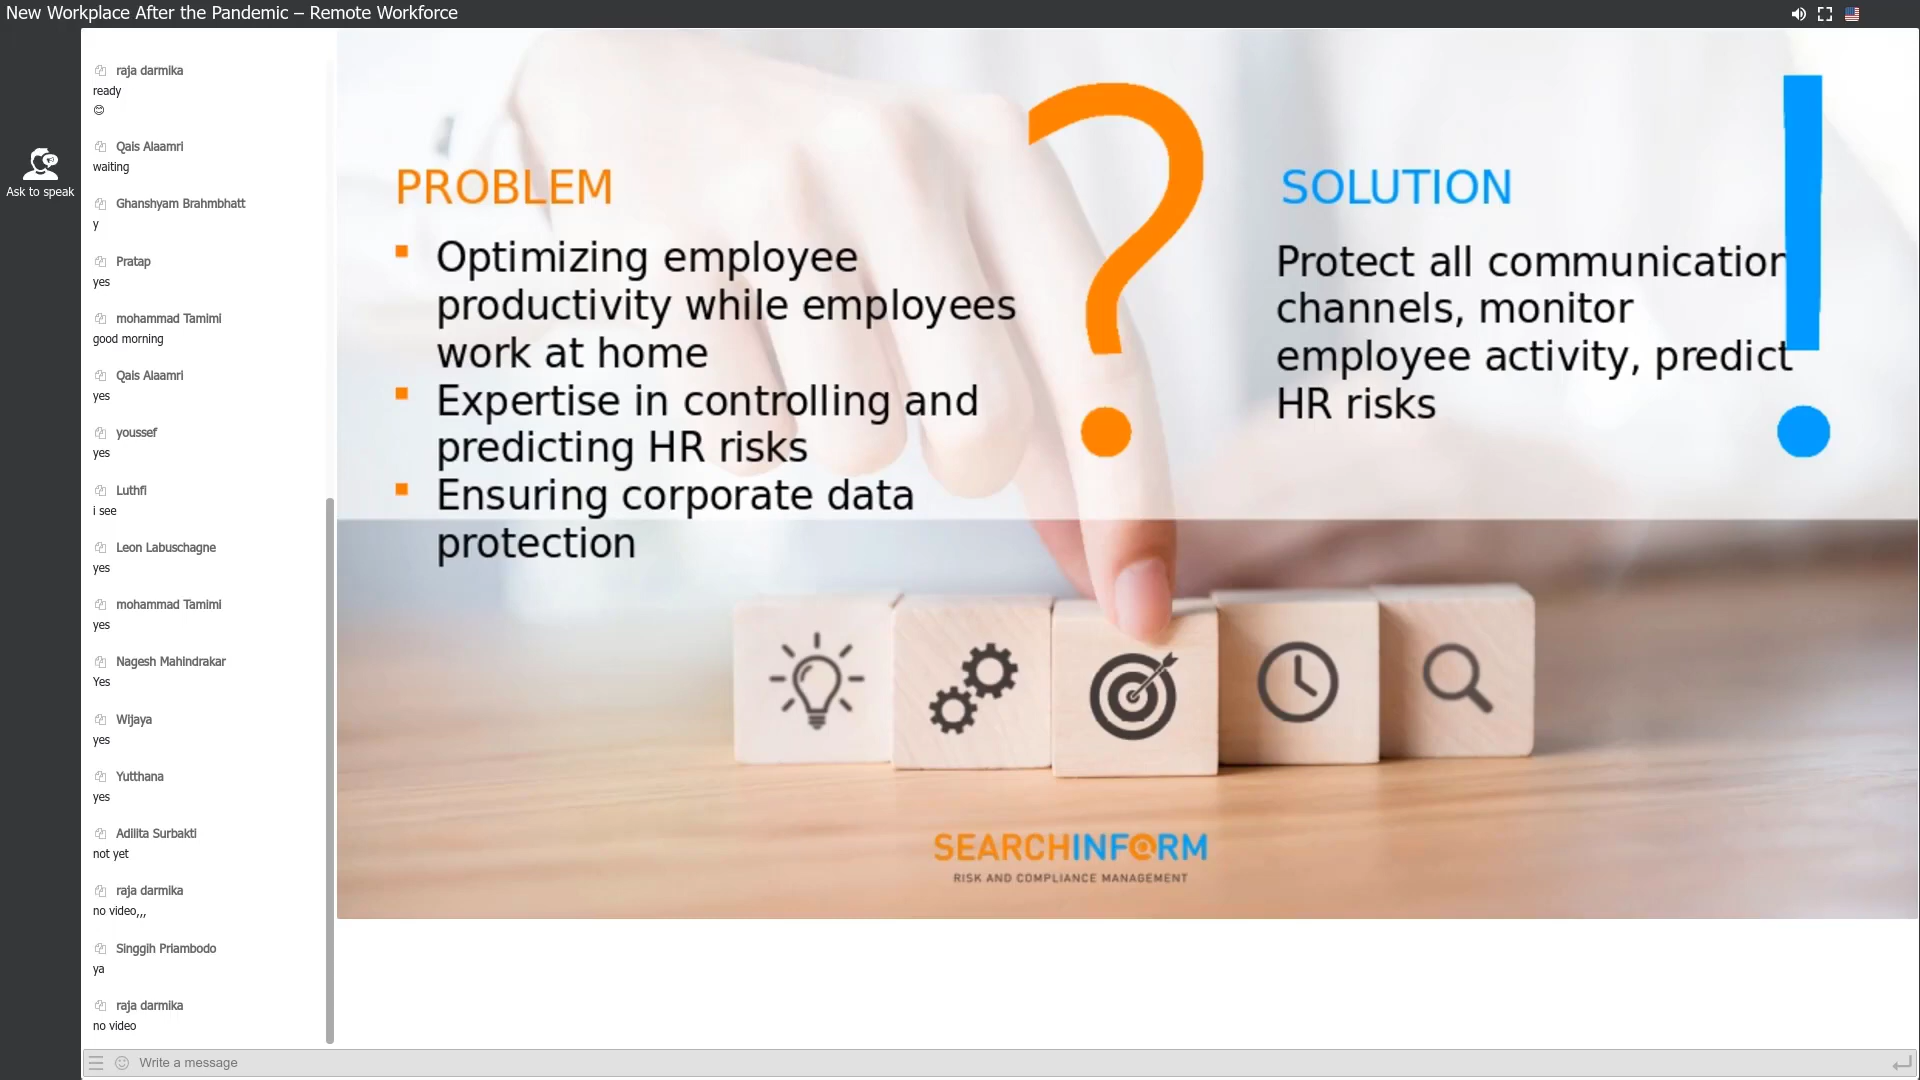 New Workplace After the Pandemic – Remote Workforce
Ask to speak
raja darmika
ready
Qais Alaamri
waiting
Ghanshyam Brahmbhatt
y
Pratap
yes
mohammad Tamimi
good morning
Qais Alaamri
yes
youssef
yes
Luthfi
i see
Leon Labuschagne
yes
mohammad Tamimi
yes
Nagesh Mahindrakar
Yes
Wijaya
yes
Yutthana
yes
Adilita Surbakti
not yet
raja darmika
no video,,,
Singgih Priambodo
ya
raja darmika
no video
Write a message
PROBLEM
Optimizing employee
productivity while employees
work at home
Expertise in controlling and
predicting HR risks
Ensuring corporate data
protection
?
SOLUTION
Protect all communication
channels, monitor
employee activity, predict
HR risks
!
SEARCHINFORM
RISK AND COMPLIANCE MANAGEMENT